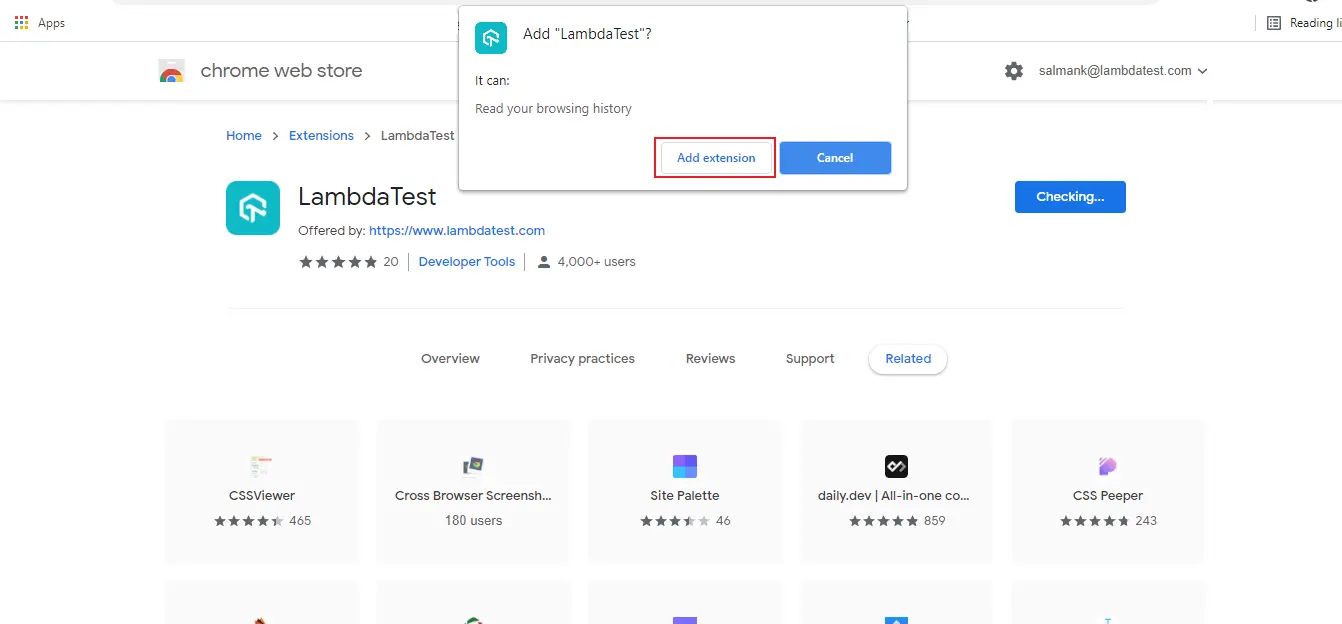 Apps
Reading li
Add "LambdaTest"?
It can:
Read your browsing history
Add extension
Cancel
chrome web store
salmank@lambdatest.com
Home > Extensions > LambdaTest
LambdaTest
Offered by: https://www.lambdatest.com
20 Developer Tools 4,000+ users
Checking...
Overview Privacy practices Reviews Support Related
CSSViewer Cross Browser Screensh... Site Palette daily.dev | All-in-one co... CSS Peeper
465 180 users 46 859 243